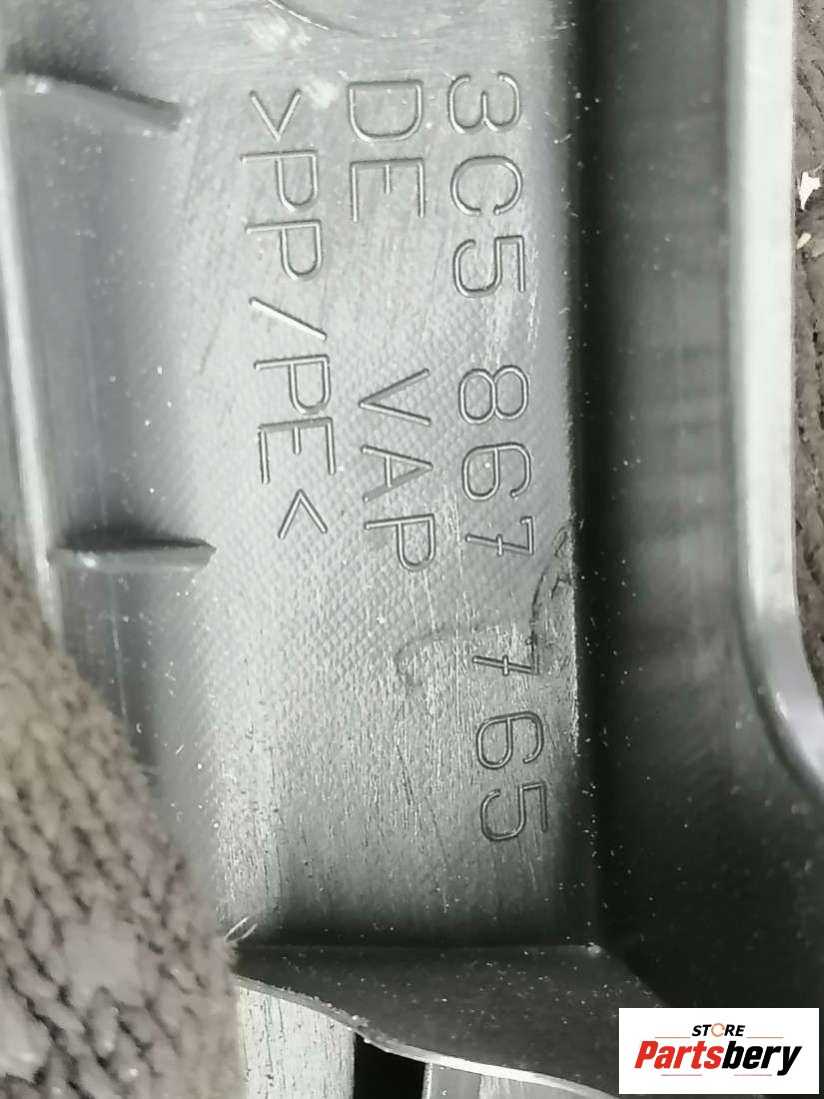 3C5 867 765
DE VAP
>PP/PE<
STORE
Partsbery